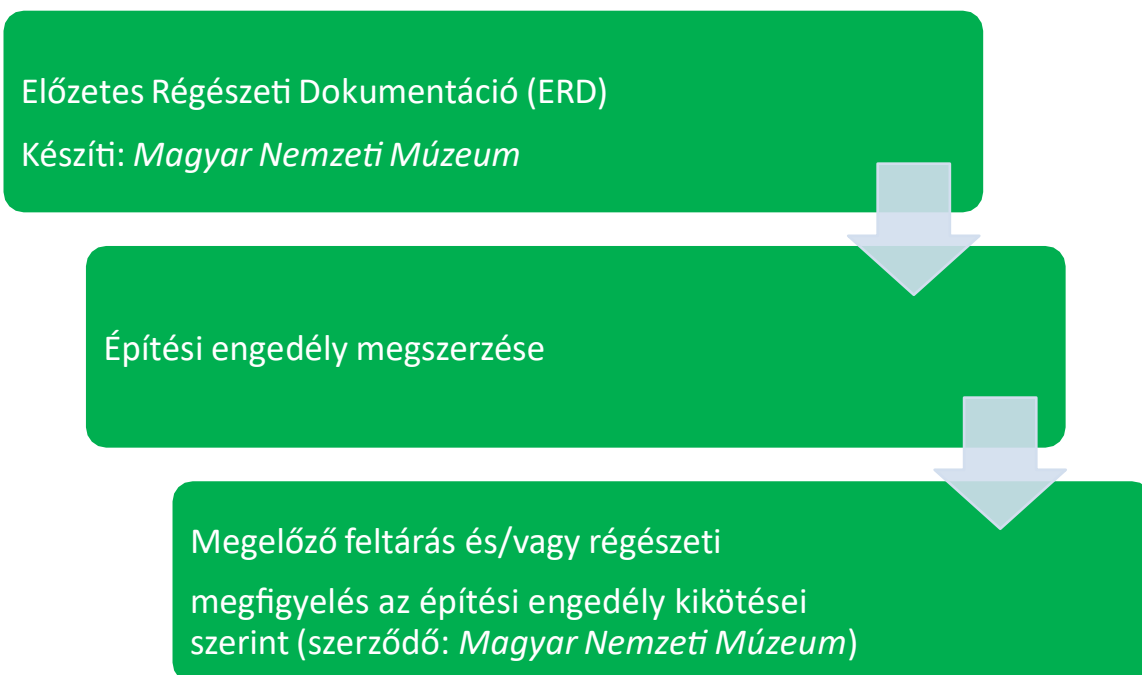 Előzetes Régészeti Dokumentáció (ERD)
Készíti: Magyar Nemzeti Múzeum
Építési engedély megszerzése
Megelőző feltárás és/vagy régészeti
megfigyelés az építési engedély kikötései
szerint (szerződő: Magyar Nemzeti Múzeum)